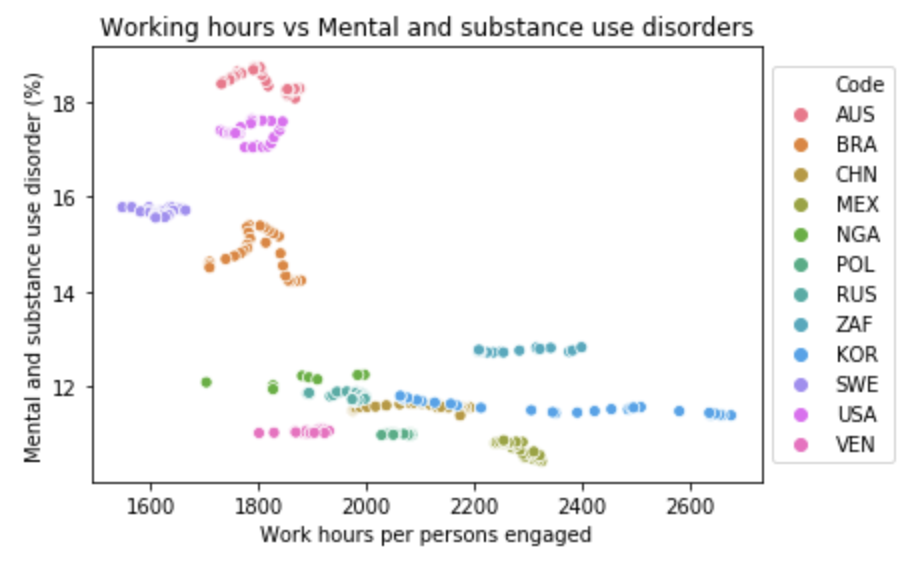 Working hours vs Mental and substance use disorders
Mental and substance use disorder (%)
18
16
14
12
1600 1800 2000 2200 2400 2600
Work hours per persons engaged
Code
AUS
BRA
CHN
MEX
NGA
POL
RUS
ZAF
KOR
SWE
USA
VEN